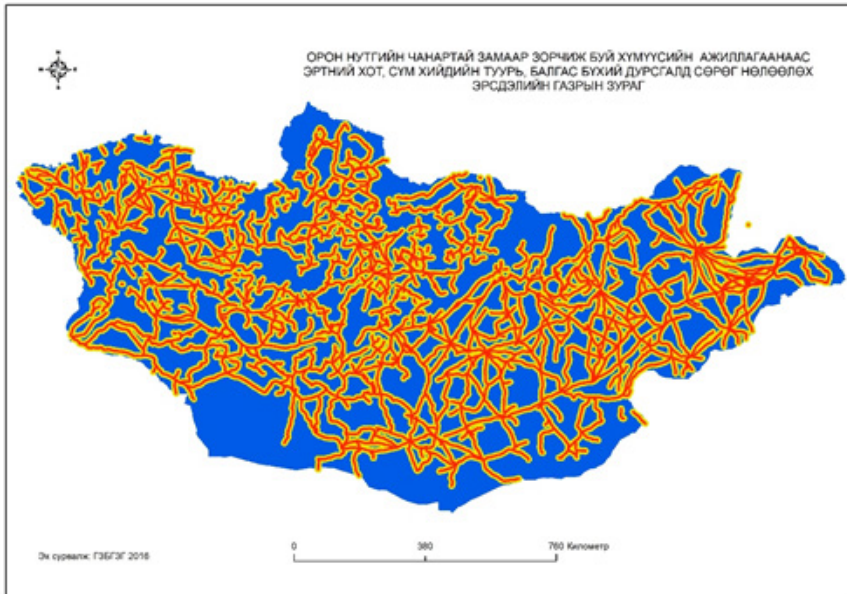 ОРОН НУТГИЙН ЧАНАРТАЙ ЗАМААР ЗОРЧИЖ БУЙ ХҮМҮҮСИЙН АЖИЛЛАГААНААС
ЭРТНИЙ ХОТ, СҮМ ХИЙДИЙН ТУУРЬ, БАЛГАС БҮХИЙ ДУРСГАЛД СӨРӨГ НӨЛӨӨЛӨХ
ЭРСДЭЛИЙН ГАЗРЫН ЗУРАГ
0 380 760 Километр
Эх сурвалж: ГЗБГЗГ 2016